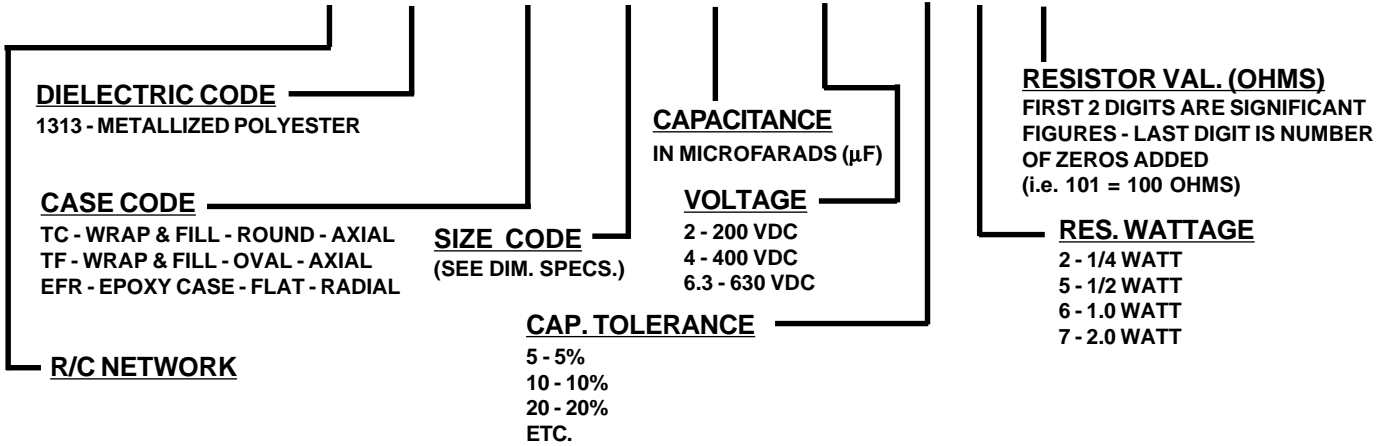 DIELECTRIC CODE
1313 - METALLIZED POLYESTER
CASE CODE
TC - WRAP & FILL - ROUND - AXIAL
TF - WRAP & FILL - OVAL - AXIAL
EFR - EPOXY CASE - FLAT - RADIAL
R/C NETWORK
SIZE CODE
(SEE DIM. SPECS.)
CAP. TOLERANCE
5 - 5%
10 - 10%
20 - 20%
ETC.
CAPACITANCE
IN MICROFARADS (μF)
VOLTAGE
2 - 200 VDC
4 - 400 VDC
6.3 - 630 VDC
RESISTOR VAL. (OHMS)
FIRST 2 DIGITS ARE SIGNIFICANT
FIGURES - LAST DIGIT IS NUMBER
OF ZEROS ADDED
(i.e. 101 = 100 OHMS)
RES. WATTAGE
2 - 1/4 WATT
5 - 1/2 WATT
6 - 1.0 WATT
7 - 2.0 WATT